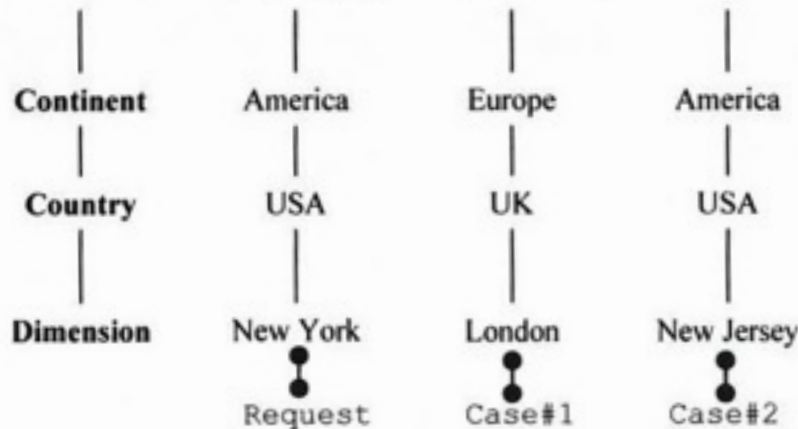 Continent America Europe America
Country USA UK USA
Dimension New York London New Jersey
Request Case#1 Case#2